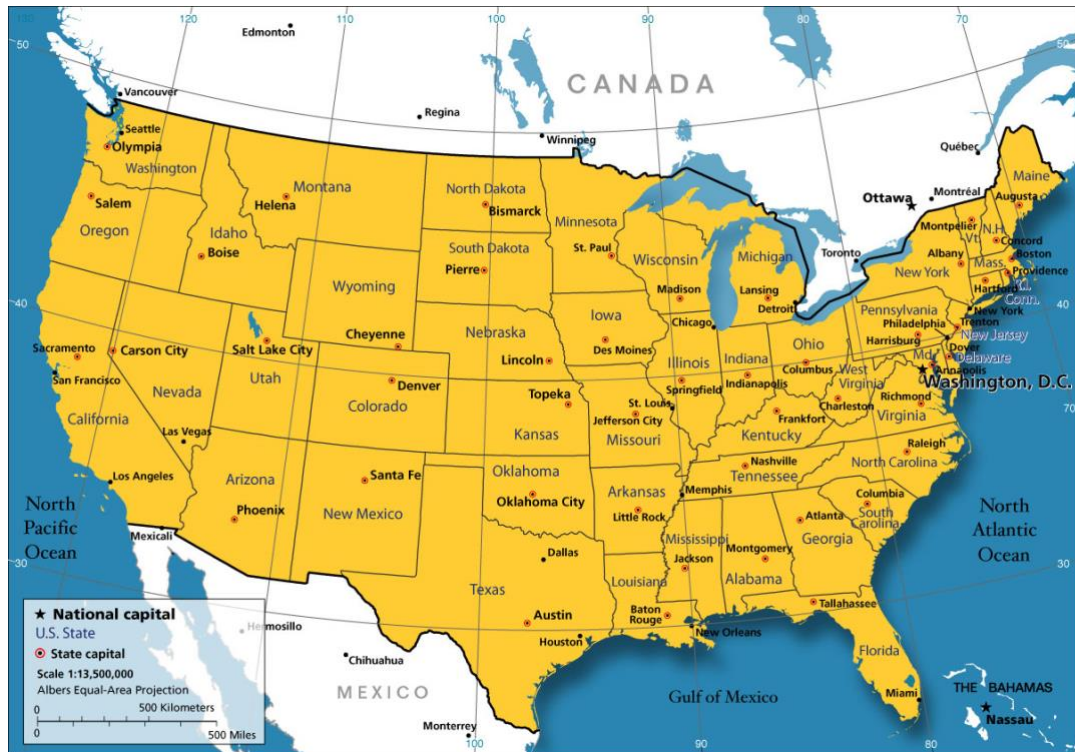 130
120
110
100
90
80
70
50
50
Edmonton
CANADA
Vancouver
Regina
Winnipeg
Québec
Seattle
Olympia
Washington
Montana
Helena
North Dakota
Bismarck
Minnesota
Ottawa
Montréal
Maine
Augusta
Salem
Oregon
Idaho
Boise
South Dakota
Pierre
St. Paul
Wisconsin
Michigan
Toronto
Montpelier
Vt.
N.H.
Concord
Albany
Boston
New York
Mass.
Providence
Hartford
R.I.
Conn.
Wyoming
Madison
Lansing
Detroit
40
40
Nebraska
Iowa
Chicago
Pennsylvania
New York
Philadelphia
Trenton
Harrisburg
New Jersey
Sacramento
Carson City
Salt Lake City
Cheyenne
Lincoln
Des Moines
Illinois
Indiana
Ohio
Columbus
Md.
Dover
Delaware
Annapolis
San Francisco
Nevada
Utah
Denver
Colorado
Topeka
Springfield
Indianapolis
West
Virginia
Washington, D.C.
California
Kansas
St. Louis
Jefferson City
Missouri
Frankfort
Kentucky
Charleston
Richmond
Virginia
70
Las Vegas
Los Angeles
Arizona
Phoenix
Santa Fe
New Mexico
Oklahoma
Oklahoma City
Arkansas
Little Rock
Memphis
Nashville
Tennessee
Raleigh
North Carolina
North
Pacific
Ocean
Columbia
South
Carolina
North
Atlantic
Ocean
Mexicali
Dallas
Mississippi
Jackson
Montgomery
Alabama
Atlanta
Georgia
30
30
Texas
Louisiana
Austin
Baton
Rouge
Tallahassee
Houston
New Orleans
Florida
Hermosillo
Chihuahua
MEXICO
Gulf of Mexico
Miami
THE BAHAMAS
Nassau
Monterrey
100
90
80
National capital
U.S. State
State capital
Scale 1:13,500,000
Albers Equal-Area Projection
0 500 Kilometers
0 500 Miles